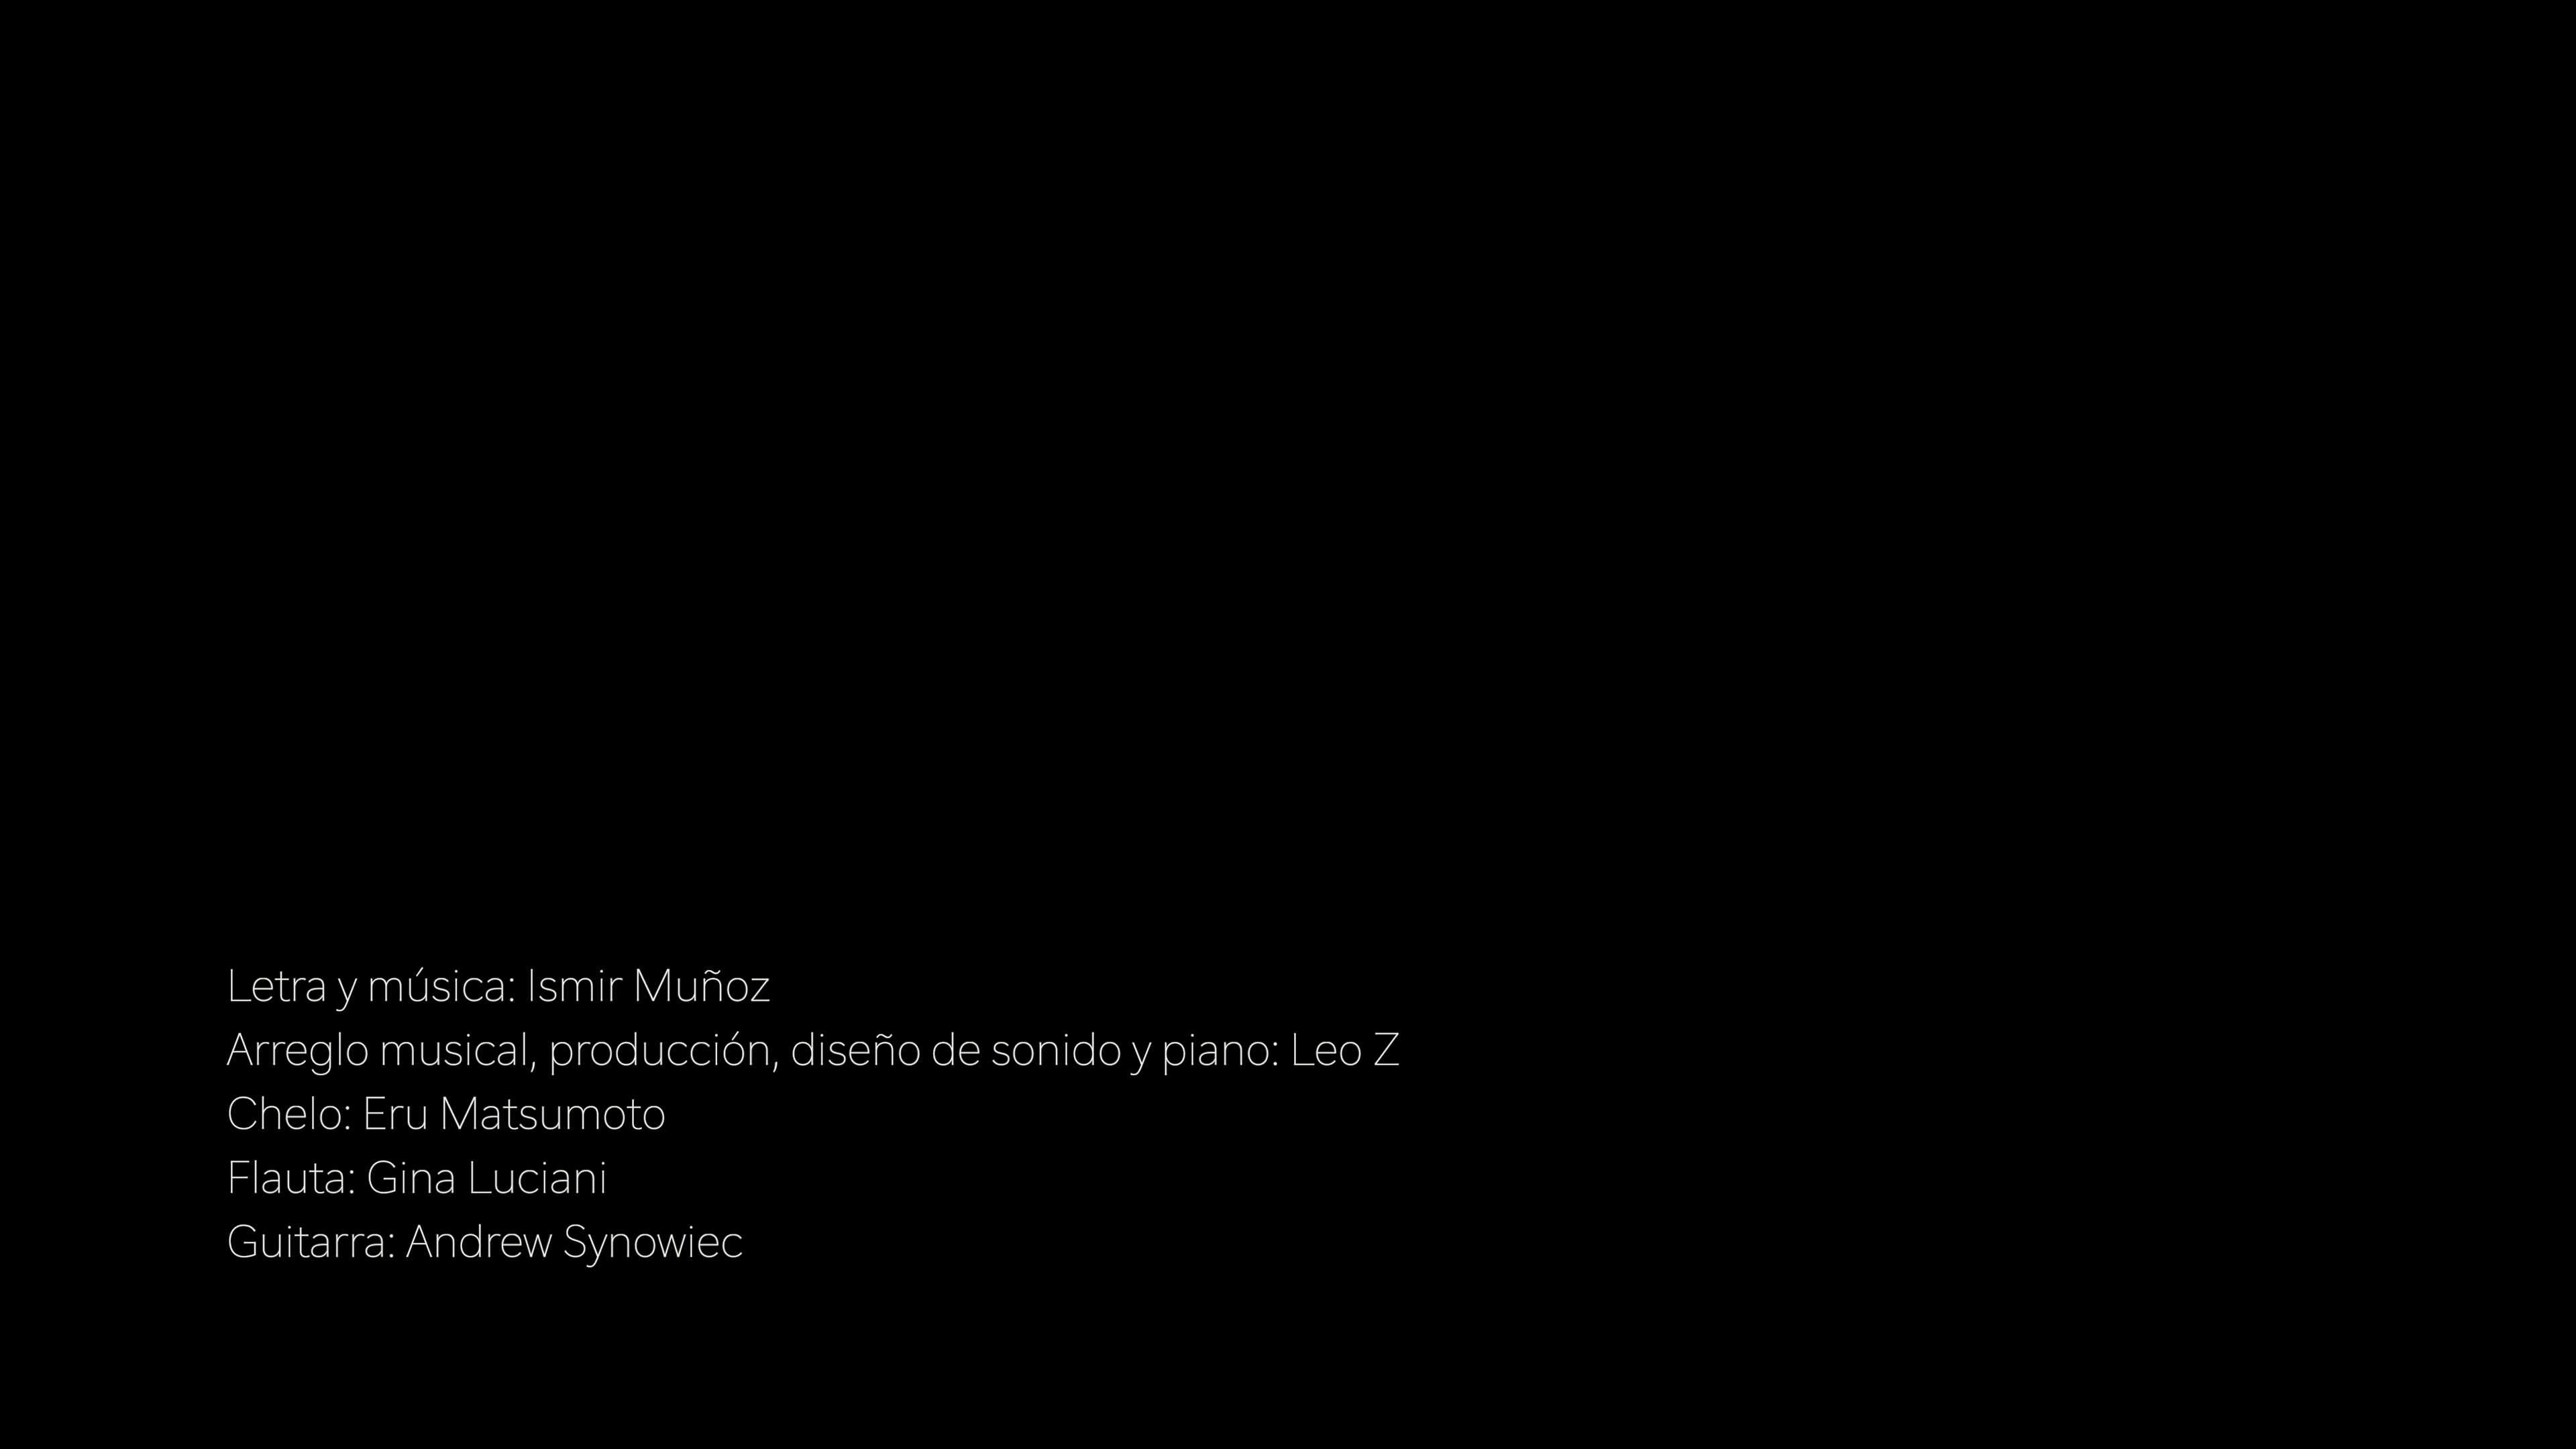 Letra y música: Ismir Muñoz
Arreglo musical, producción, diseño de sonido y piano: Leo Z
Chelo: Eru Matsumoto
Flauta: Gina Luciani
Guitarra: Andrew Synowiec